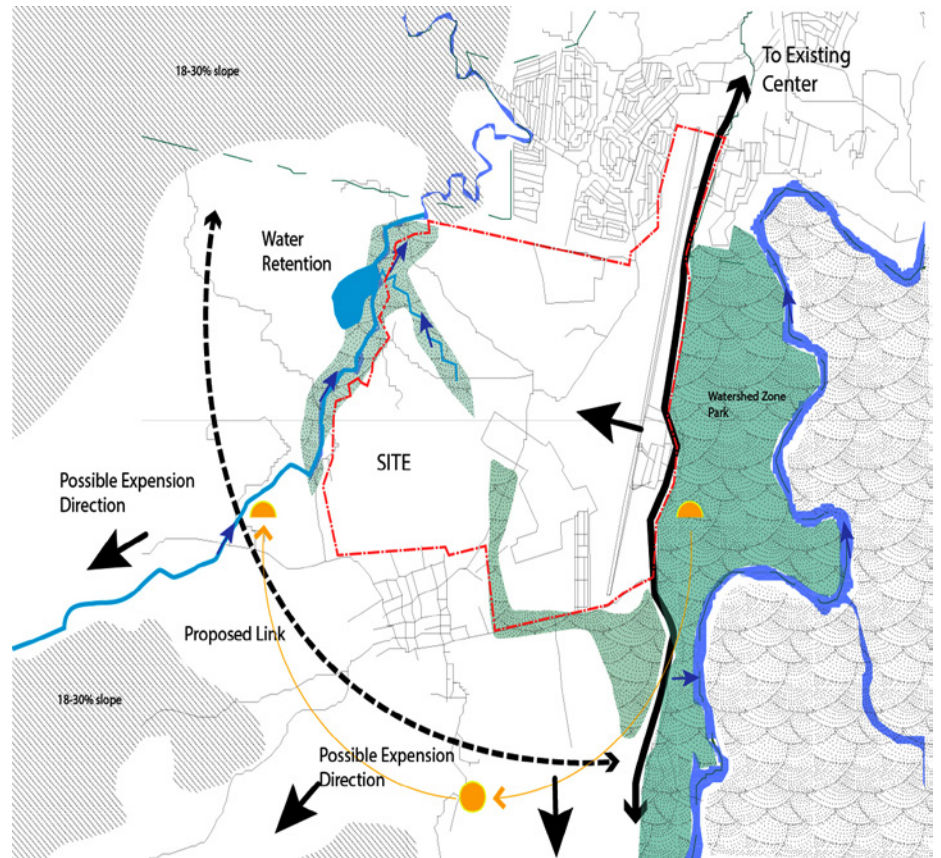 To Existing
Center
18-30% slope
Water
Retention
Watershed Zone
Park
SITE
Possible Expension
Direction
Proposed Link
18-30% slope
Possible Expension
Direction